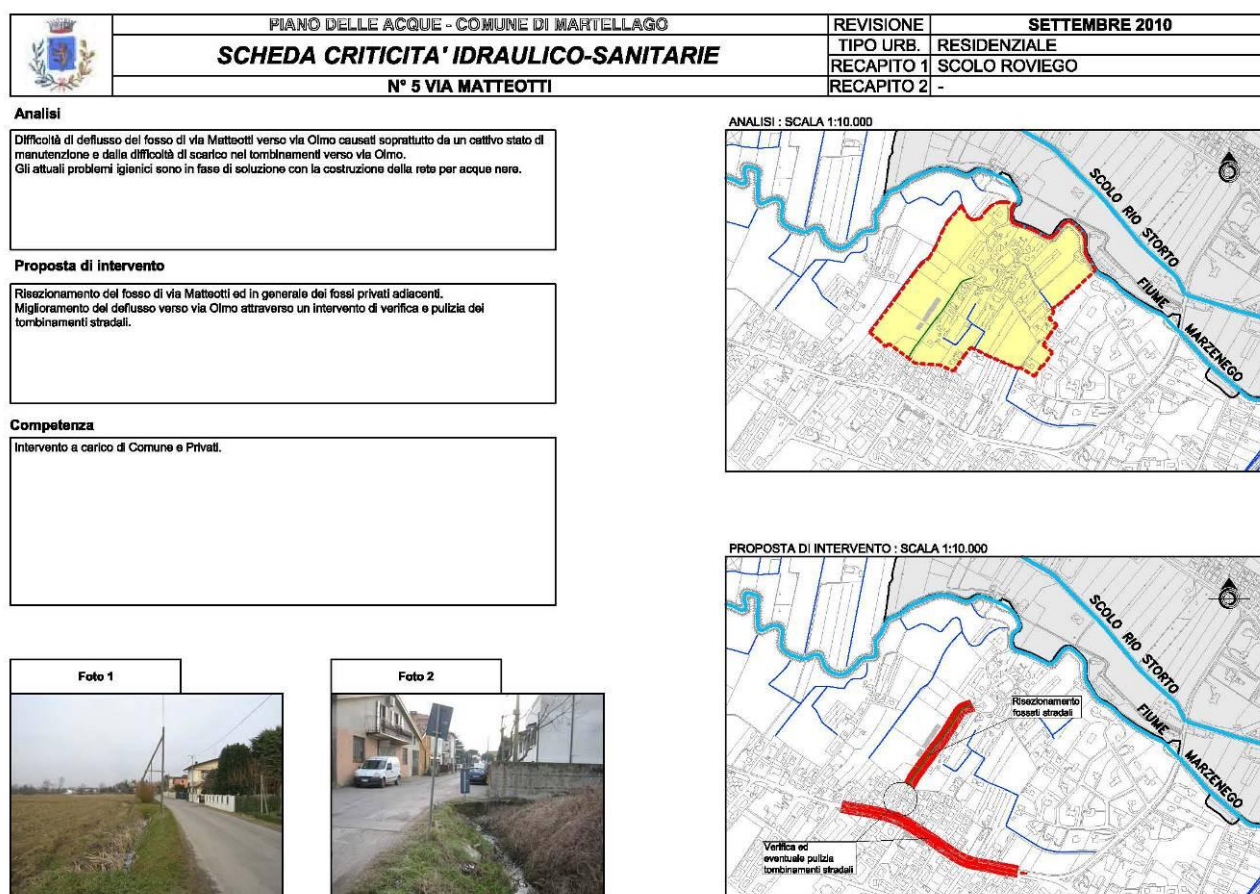 PIANO DELLE ACQUE - COMUNE DI MARTELLAGO
SCHEDA CRITICITA' IDRAULICO-SANITARIE
N° 5 VIA MATTEOTTI
REVISIONE SETTEMBRE 2010
TIPO URB. RESIDENZIALE
RECAPITO 1 SCOLO ROVIEGO
RECAPITO 2 -
Analisi
Difficoltà di deflusso del fosso di via Matteotti verso via Olmo causati soprattutto da un cattivo stato di
manutenzione e dalla difficoltà di scarico nei tombinamenti verso via Olmo.
Gli attuali problemi igienici sono in fase di soluzione con la costruzione della rete per acque nere.
Proposta di intervento
Risezionamento del fosso di via Matteotti ed in generale dei fossi privati adiacenti.
Miglioramento del deflusso verso via Olmo attraverso un intervento di verifica e pulizia dei
tombinamenti stradali.
Competenza
Intervento a carico di Comune e Privati.
Foto 1
Foto 2
ANALISI : SCALA 1:10.000
SCOLO RIO STORTO
FIUME MARZENEGO
PROPOSTA DI INTERVENTO : SCALA 1:10.000
SCOLO RIO STORTO
FIUME MARZENEGO
Risezionamento
fossati stradali
Verifica ed
eventuale pulizia
tombinamenti stradali